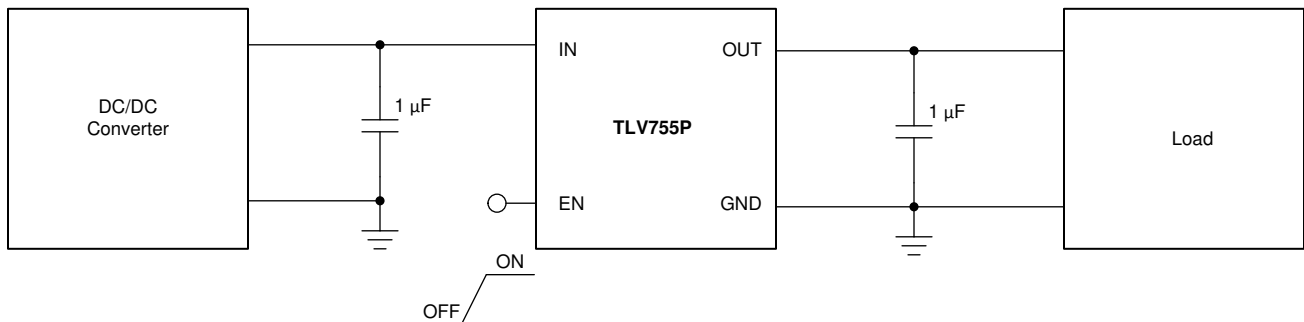 DC/DC
Converter
1 µF
IN
OUT
TLV755P
EN
GND
1 µF
Load
ON
OFF